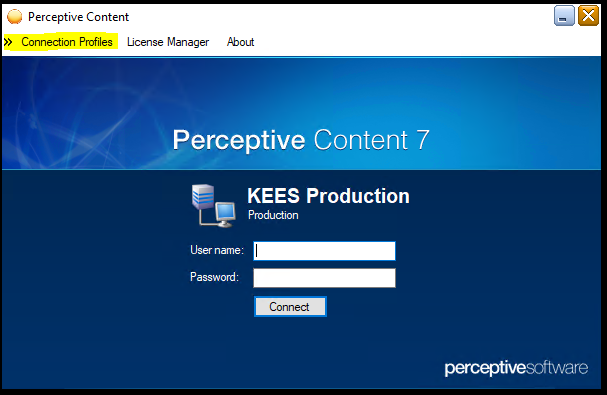 Perceptive Content
» Connection Profiles License Manager About
Perceptive Content 7
KEES Production
Production
User name:
Password:
Connect
perceptivesoftware